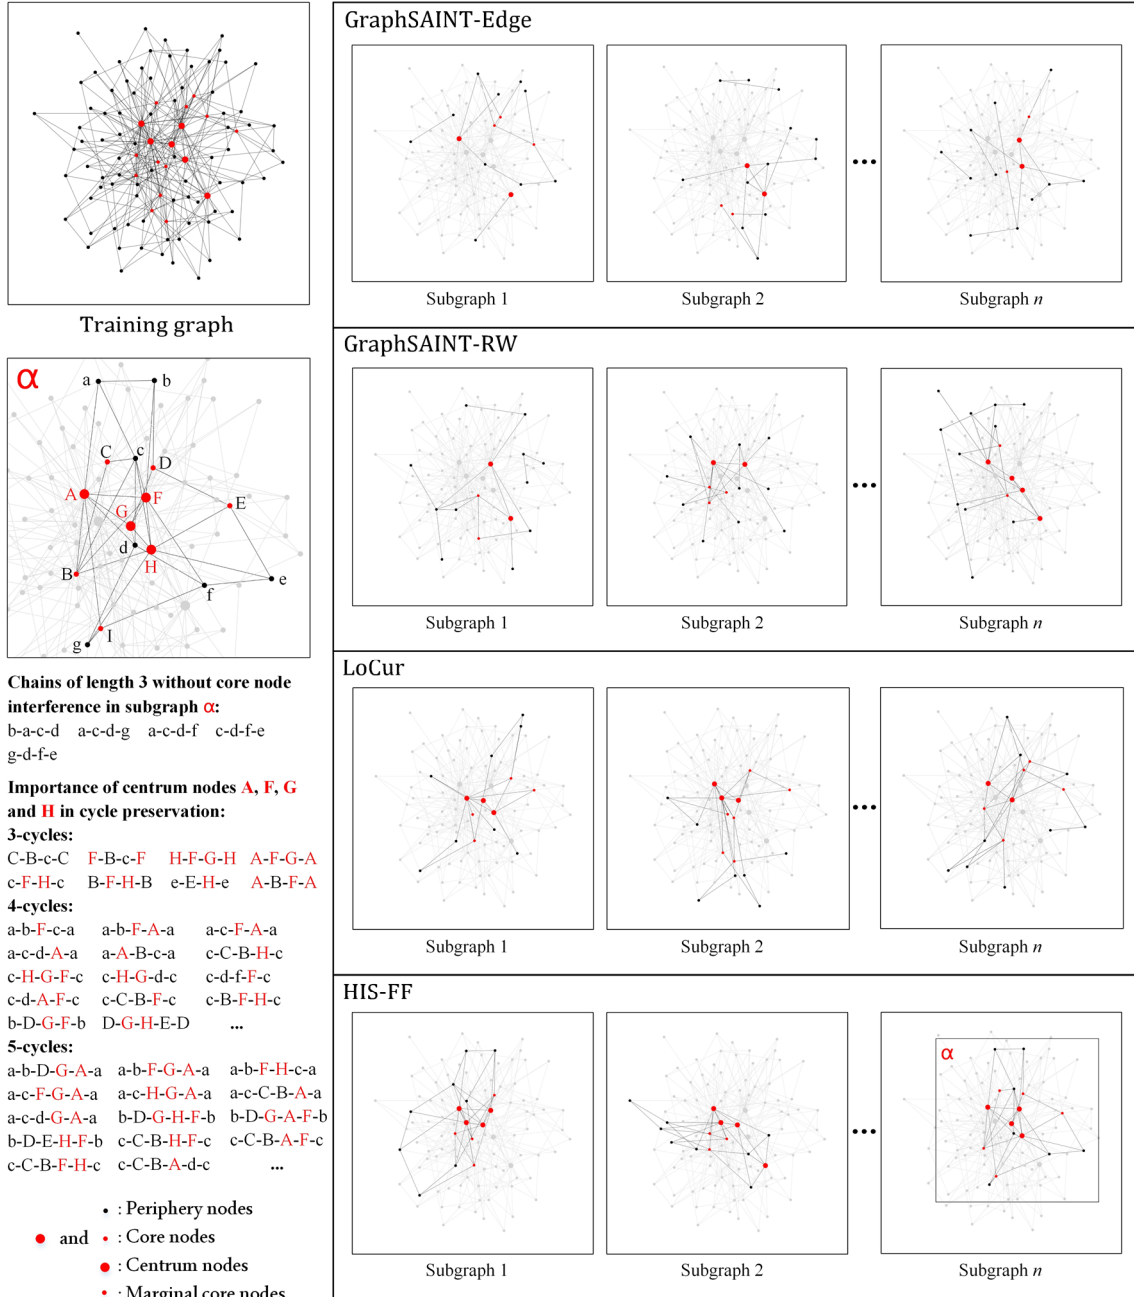 Training graph
α
a
b
C
c
D
A
F
E
G
d
H
B
e
f
I
g
Chains of length 3 without core node
interference in subgraph α:
b-a-c-d a-c-d-g a-c-d-f c-d-f-e
g-d-f-e
Importance of centrum nodes A, F, G
and H in cycle preservation:
3-cycles:
C-B-c-C F-B-c-F H-F-G-H A-F-G-A
c-F-H-c B-F-H-B e-E-H-e A-B-F-A
4-cycles:
a-b-F-c-a a-b-F-A-a a-c-F-A-a
a-c-d-A-a a-A-B-c-a c-C-B-H-c
c-H-G-F-c c-H-G-d-c c-d-f-F-c
c-d-A-F-c c-C-B-F-c c-B-F-H-c
b-D-G-F-b D-G-H-E-D ...
5-cycles:
a-b-D-G-A-a a-b-F-G-A-a a-b-F-H-c-a
a-c-F-G-A-a a-c-H-G-A-a a-c-C-B-A-a
a-c-d-G-A-a b-D-G-H-F-b b-D-G-A-F-b
b-D-E-H-F-b c-C-B-H-F-c c-C-B-A-F-c
c-C-B-F-H-c c-C-B-A-d-c ...
: Periphery nodes
and : Core nodes
: Centrum nodes
: Marginal core nodes
GraphSAINT-Edge
Subgraph 1 Subgraph 2 ... Subgraph n
GraphSAINT-RW
Subgraph 1 Subgraph 2 ... Subgraph n
LoCur
Subgraph 1 Subgraph 2 ... Subgraph n
HIS-FF
α
Subgraph 1 Subgraph 2 ... Subgraph n